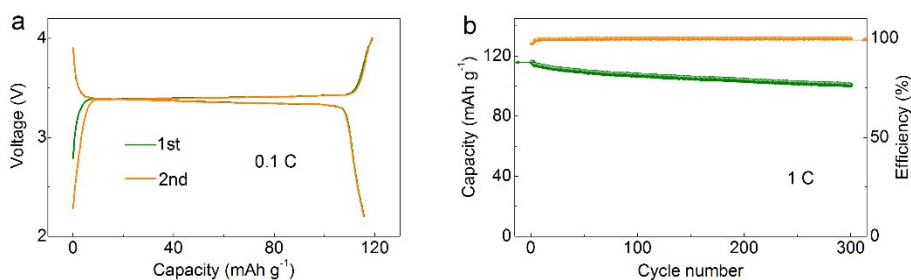 a
4
3
2
Voltage (V)
1st
2nd
0.1 C
0 40 80 120
Capacity (mAh g⁻¹)
b
160
120
80
40
0
Capacity (mAh g⁻¹)
1 C
100
50
0
Efficiency (%)
0 100 200 300
Cycle number